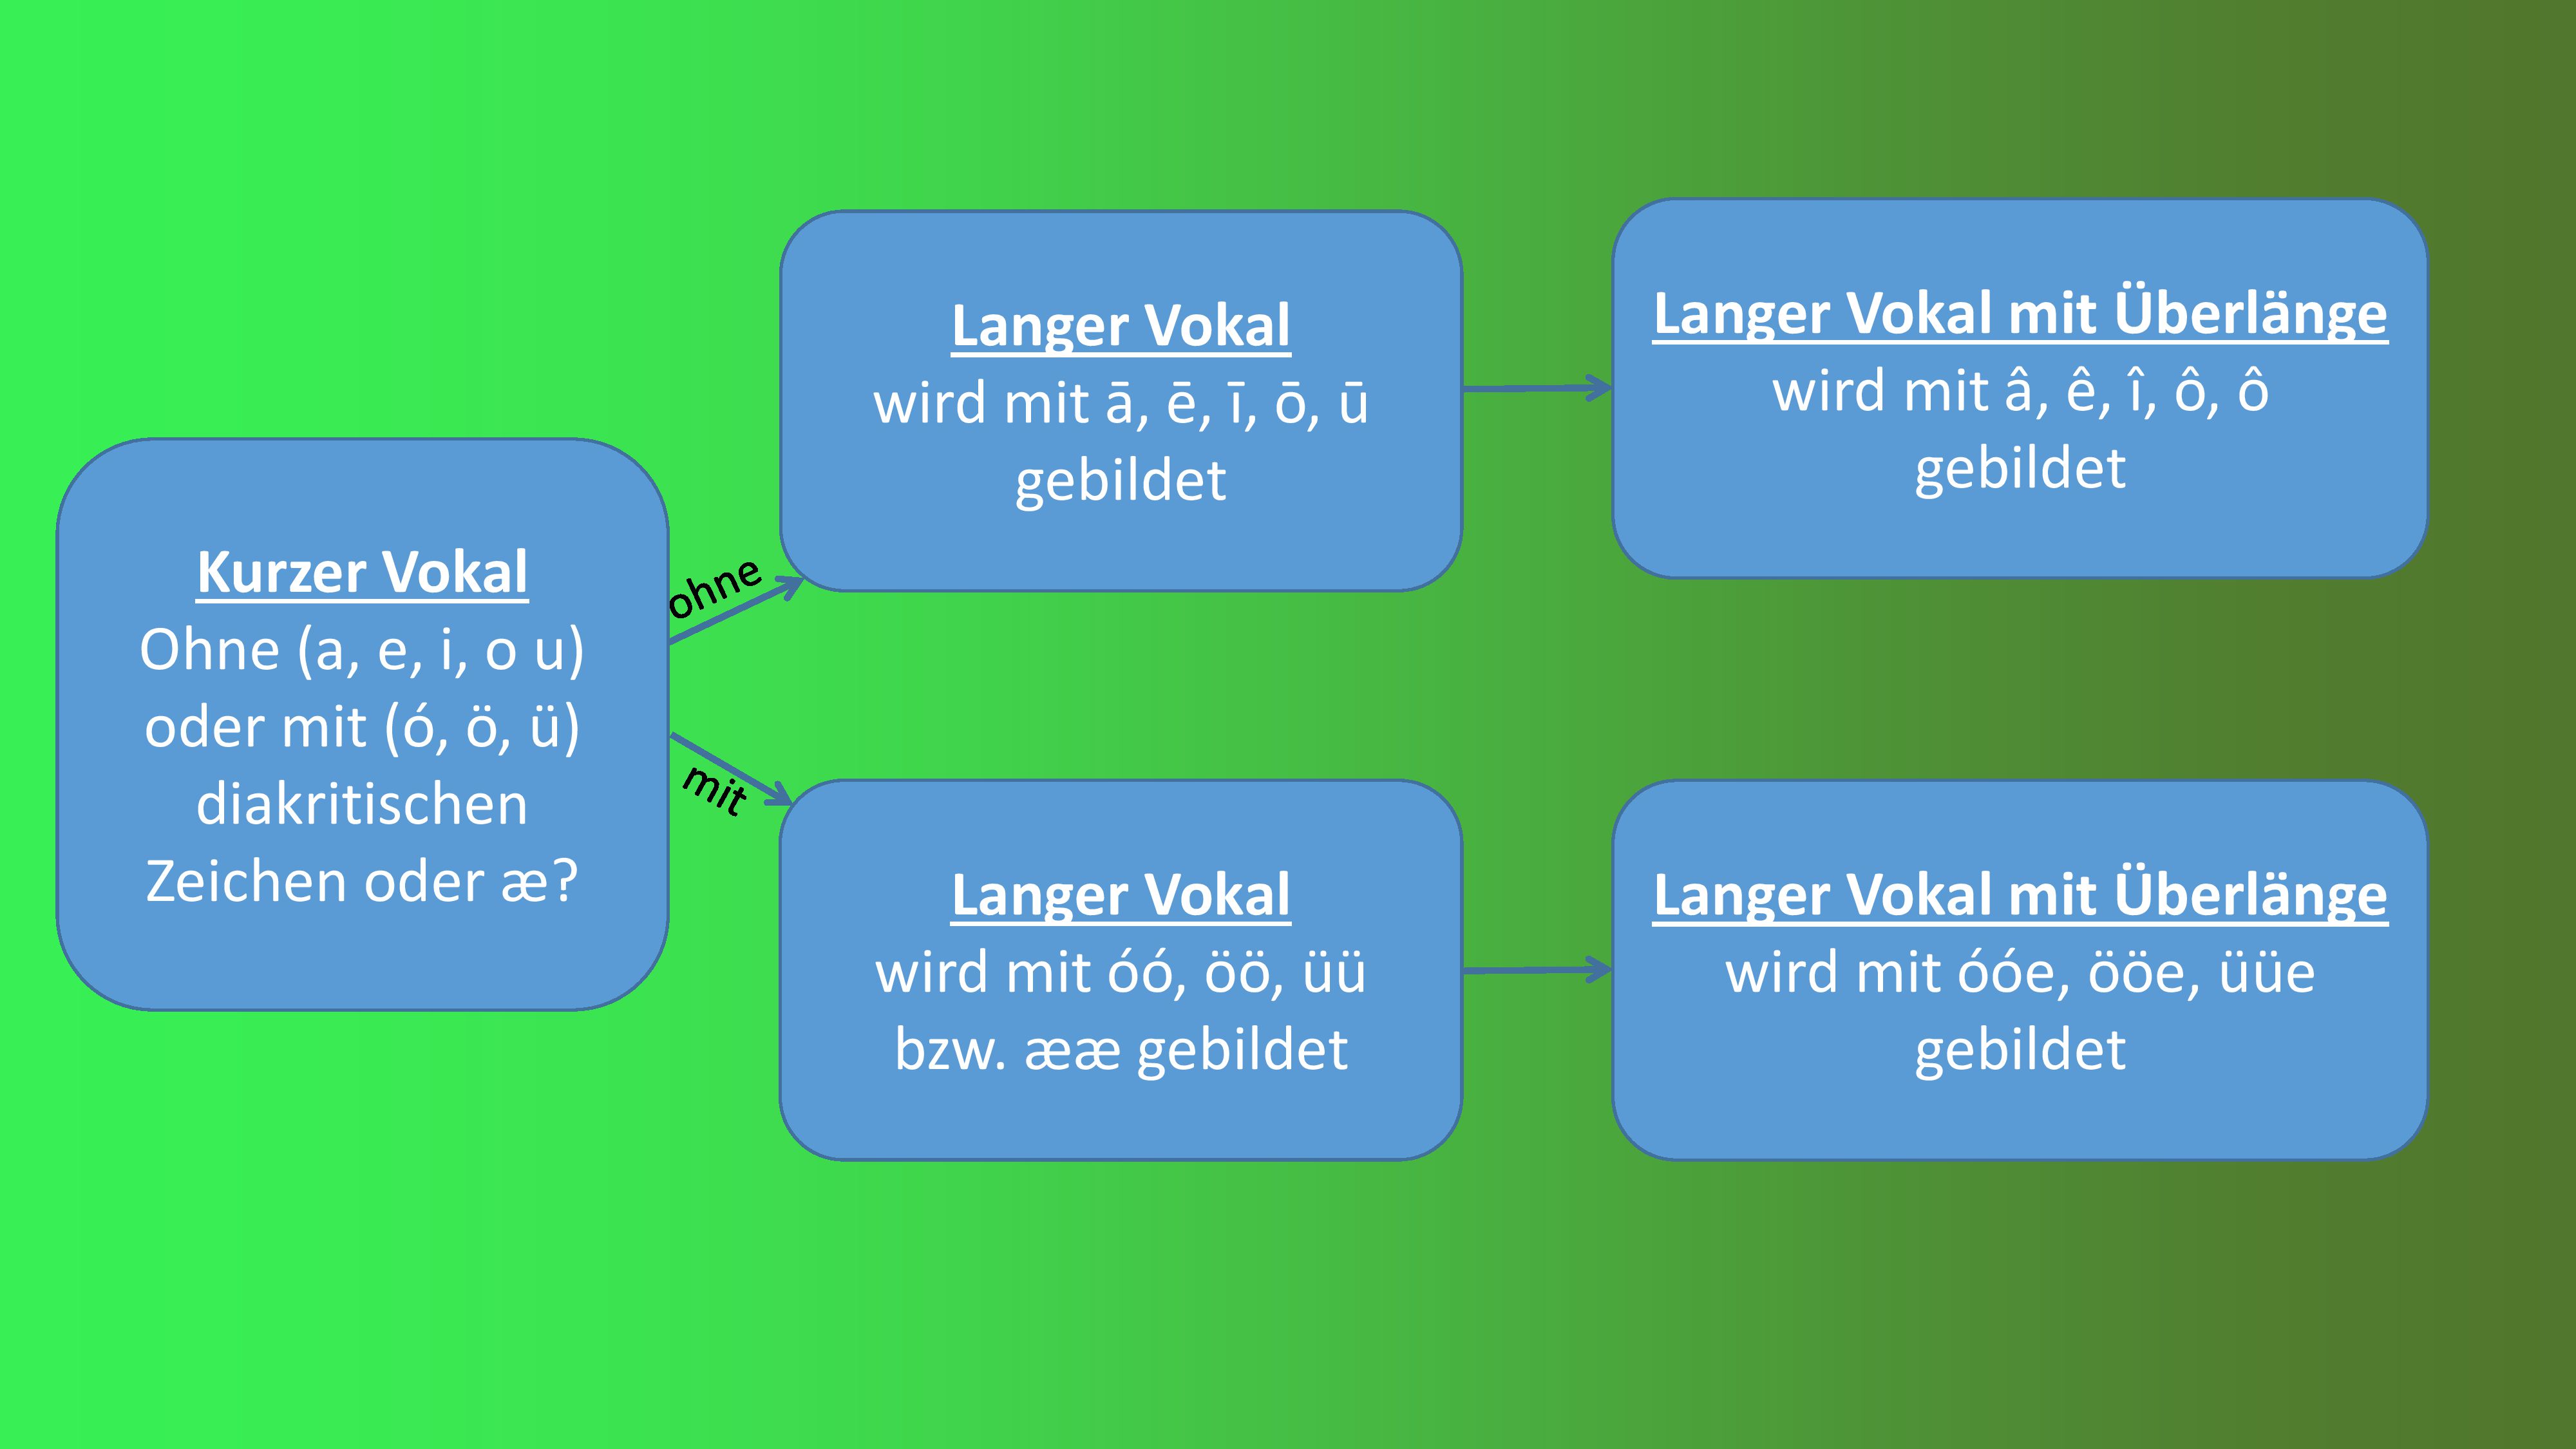 Kurzer Vokal
Ohne (a, e, i, o u)
oder mit (ó, ö, ü)
diakritischen
Zeichen oder æ?
ohne
mit
Langer Vokal
wird mit ā, ē, ī, ō, ū
gebildet
Langer Vokal mit Überlänge
wird mit â, ê, î, ô, ô
gebildet
Langer Vokal
wird mit óó, öö, üü
bzw. ææ gebildet
Langer Vokal mit Überlänge
wird mit óóe, ööe, üüe
gebildet